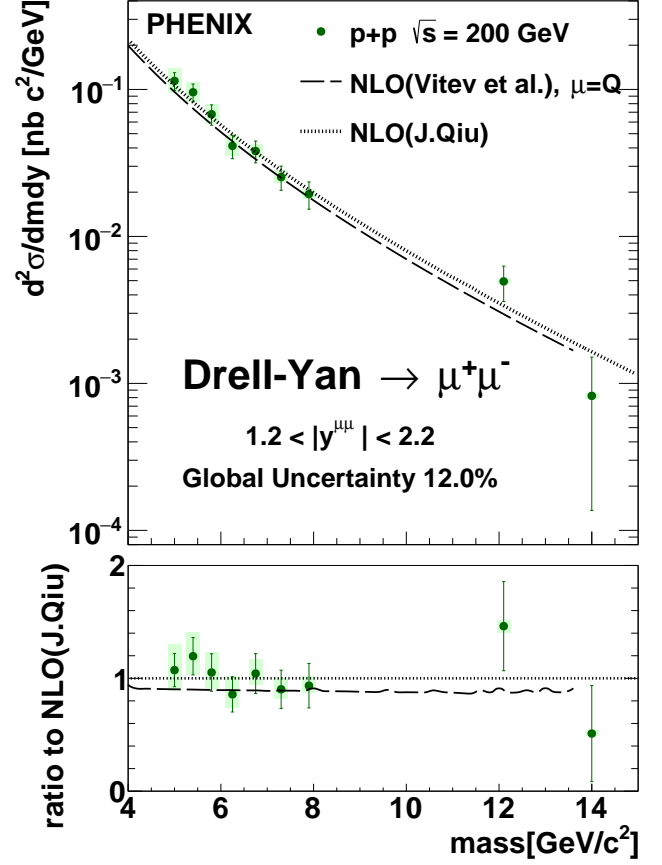 PHENIX
p+p √s = 200 GeV
NLO(Vitev et al.), μ=Q
NLO(J.Qiu)
d²σ/dmdy [nb c²/GeV]
10⁻¹
10⁻²
10⁻³
10⁻⁴
Drell-Yan → μ⁺μ⁻
1.2 < |y^μμ| < 2.2
Global Uncertainty 12.0%
ratio to NLO(J.Qiu)
2
1
0
4 6 8 10 12 14
mass[GeV/c²]